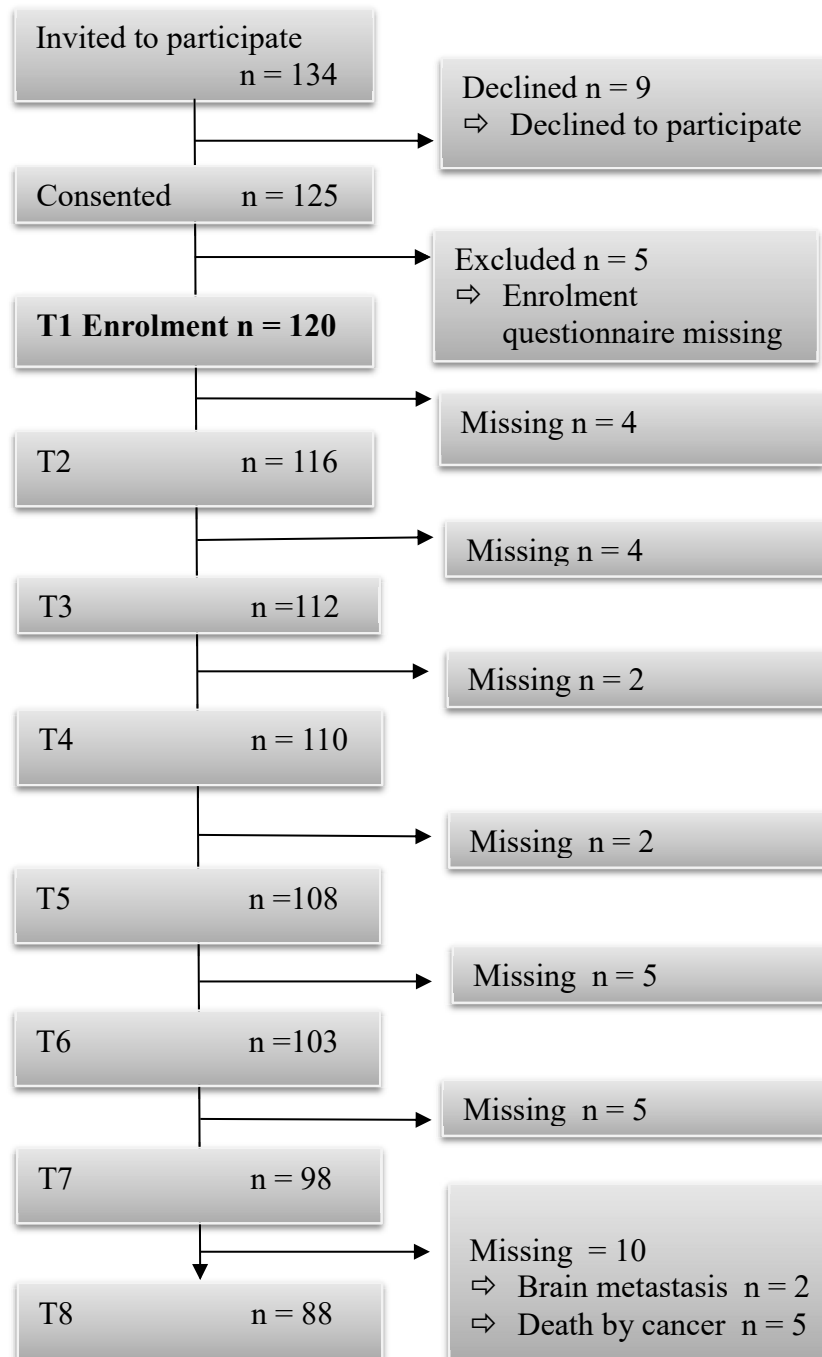 Invited to participate
n = 134
Declined n = 9
⇨ Declined to participate
Consented n = 125
Excluded n = 5
⇨ Enrolment
questionnaire missing
T1 Enrolment n = 120
Missing n = 4
T2 n = 116
Missing n = 4
T3 n =112
Missing n = 2
T4 n = 110
Missing n = 2
T5 n =108
Missing n = 5
T6 n =103
Missing n = 5
T7 n = 98
Missing = 10
⇨ Brain metastasis n = 2
⇨ Death by cancer n = 5
T8 n = 88